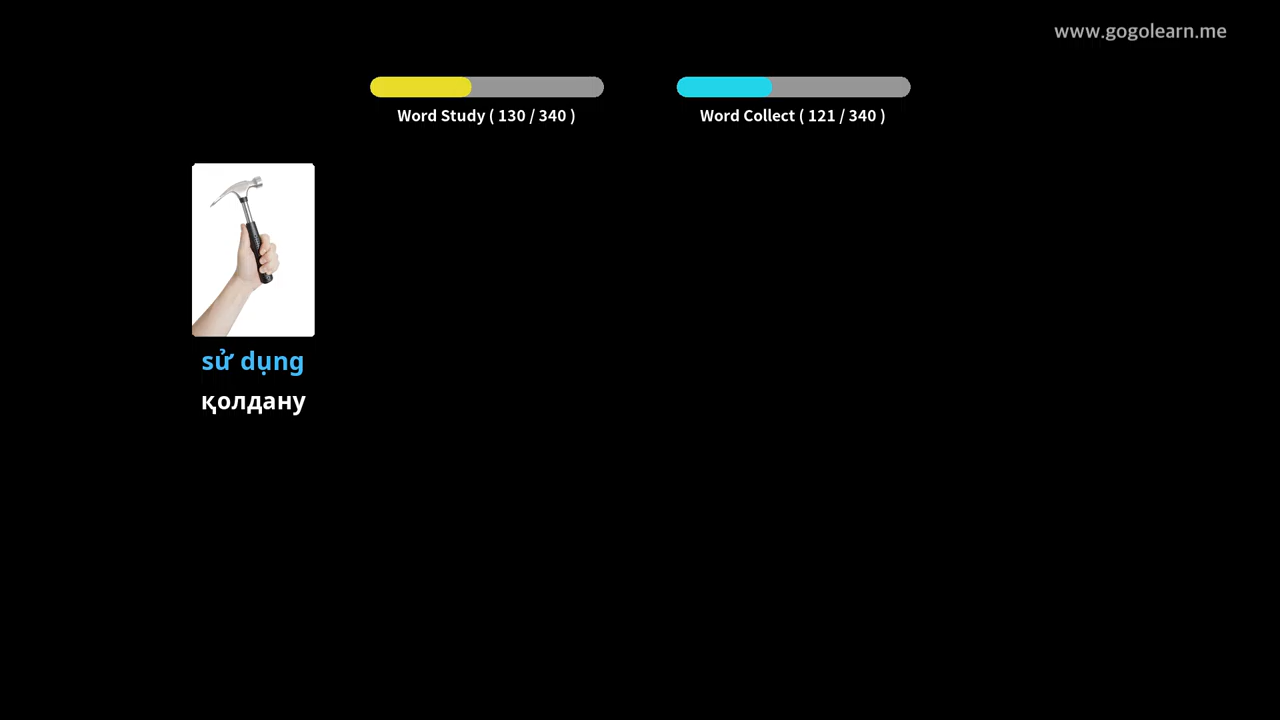 www.gogolearn.me
Word Study ( 130 / 340 )
Word Collect ( 121 / 340 )
sử dụng
қолдану